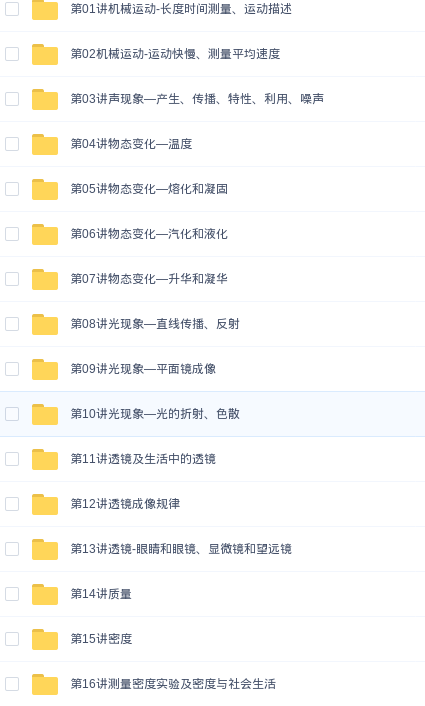 第01讲机械运动-长度时间测量、运动描述
第02机械运动-运动快慢、测量平均速度
第03讲声现象—产生、传播、特性、利用、噪声
第04讲物态变化—温度
第05讲物态变化—熔化和凝固
第06讲物态变化—汽化和液化
第07讲物态变化—升华和凝华
第08讲光现象—直线传播、反射
第09讲光现象—平面镜成像
第10讲光现象—光的折射、色散
第11讲透镜及生活中的透镜
第12讲透镜成像规律
第13讲透镜-眼睛和眼镜、显微镜和望远镜
第14讲质量
第15讲密度
第16讲测量密度实验及密度与社会生活